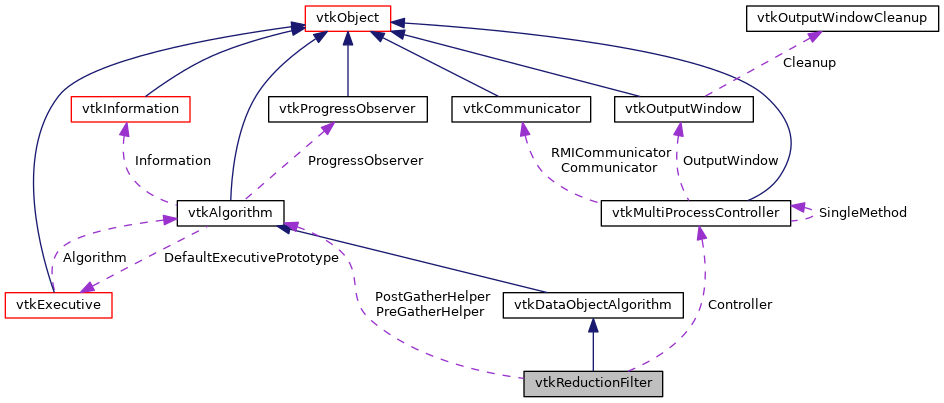 vtkObject
vtkOutputWindowCleanup
Cleanup
vtkInformation
vtkProgressObserver
vtkCommunicator
vtkOutputWindow
Information
ProgressObserver
RMICommunicator
Communicator
OutputWindow
vtkAlgorithm
vtkMultiProcessController
SingleMethod
Algorithm
DefaultExecutivePrototype
vtkExecutive
PostGatherHelper
PreGatherHelper
vtkDataObjectAlgorithm
Controller
vtkReductionFilter